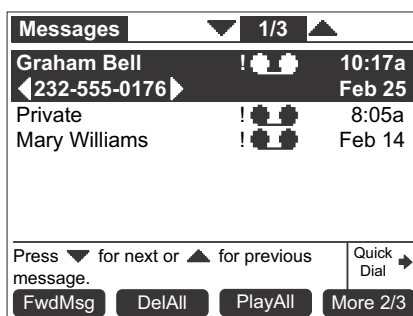 Messages ▼ 1/3 ▲
Graham Bell ! 10:17a
◀232-555-0176▶ Feb 25
Private ! 8:05a
Mary Williams ! Feb 14
Press ▼ for next or ▲ for previous
message.
Quick
Dial
FwdMsg DelAll PlayAll More 2/3